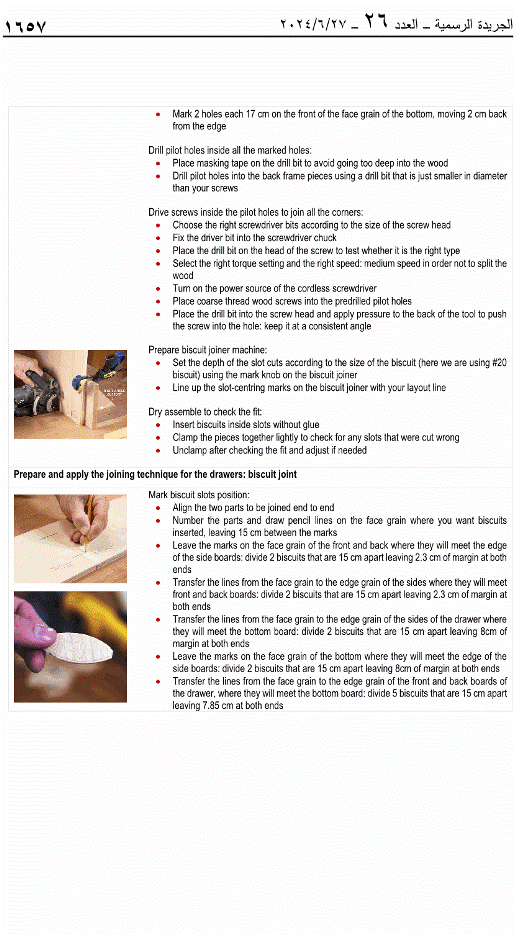 الجريدة الرسمية – العدد ٢٦ – ٢٠٢٤/٦/٢٧
١٦٥٧
• Mark 2 holes each 17 cm on the front of the face grain of the bottom, moving 2 cm back
from the edge
Drill pilot holes inside all the marked holes:
• Place masking tape on the drill bit to avoid going too deep into the wood
• Drill pilot holes into the back frame pieces using a drill bit that is just smaller in diameter
than your screws
Drive screws inside the pilot holes to join all the corners:
• Choose the right screwdriver bits according to the size of the screw head
• Fix the driver bit into the screwdriver chuck
• Place the drill bit on the head of the screw to test whether it is the right type
• Select the right torque setting and the right speed: medium speed in order not to split the
wood
• Turn on the power source of the cordless screwdriver
• Place coarse thread wood screws into the predrilled pilot holes
• Place the drill bit into the screw head and apply pressure to the back of the tool to push
the screw into the hole: keep it at a consistent angle
Prepare biscuit joiner machine:
• Set the depth of the slot cuts according to the size of the biscuit (here we are using #20
biscuit) using the mark knob on the biscuit joiner
• Line up the slot-centring marks on the biscuit joiner with your layout line
Dry assemble to check the fit:
• Insert biscuits inside slots without glue
• Clamp the pieces together lightly to check for any slots that were cut wrong
• Unclamp after checking the fit and adjust if needed
Prepare and apply the joining technique for the drawers: biscuit joint
Mark biscuit slots position:
• Align the two parts to be joined end to end
• Number the parts and draw pencil lines on the face grain where you want biscuits
inserted, leaving 15 cm between the marks
• Leave the marks on the face grain of the front and back where they will meet the edge
of the side boards: divide 2 biscuits that are 15 cm apart leaving 2.3 cm of margin at both
ends
• Transfer the lines from the face grain to the edge grain of the sides where they will meet
front and back boards: divide 2 biscuits that are 15 cm apart leaving 2.3 cm of margin at
both ends
• Transfer the lines from the face grain to the edge grain of the sides of the drawer where
they will meet the bottom board: divide 2 biscuits that are 15 cm apart leaving 8cm of
margin at both ends
• Leave the marks on the face grain of the bottom where they will meet the edge of the
side boards: divide 2 biscuits that are 15 cm apart leaving 8cm of margin at both ends
• Transfer the lines from the face grain to the edge grain of the front and back boards of
the drawer, where they will meet the bottom board: divide 5 biscuits that are 15 cm apart
leaving 7.85 cm at both ends